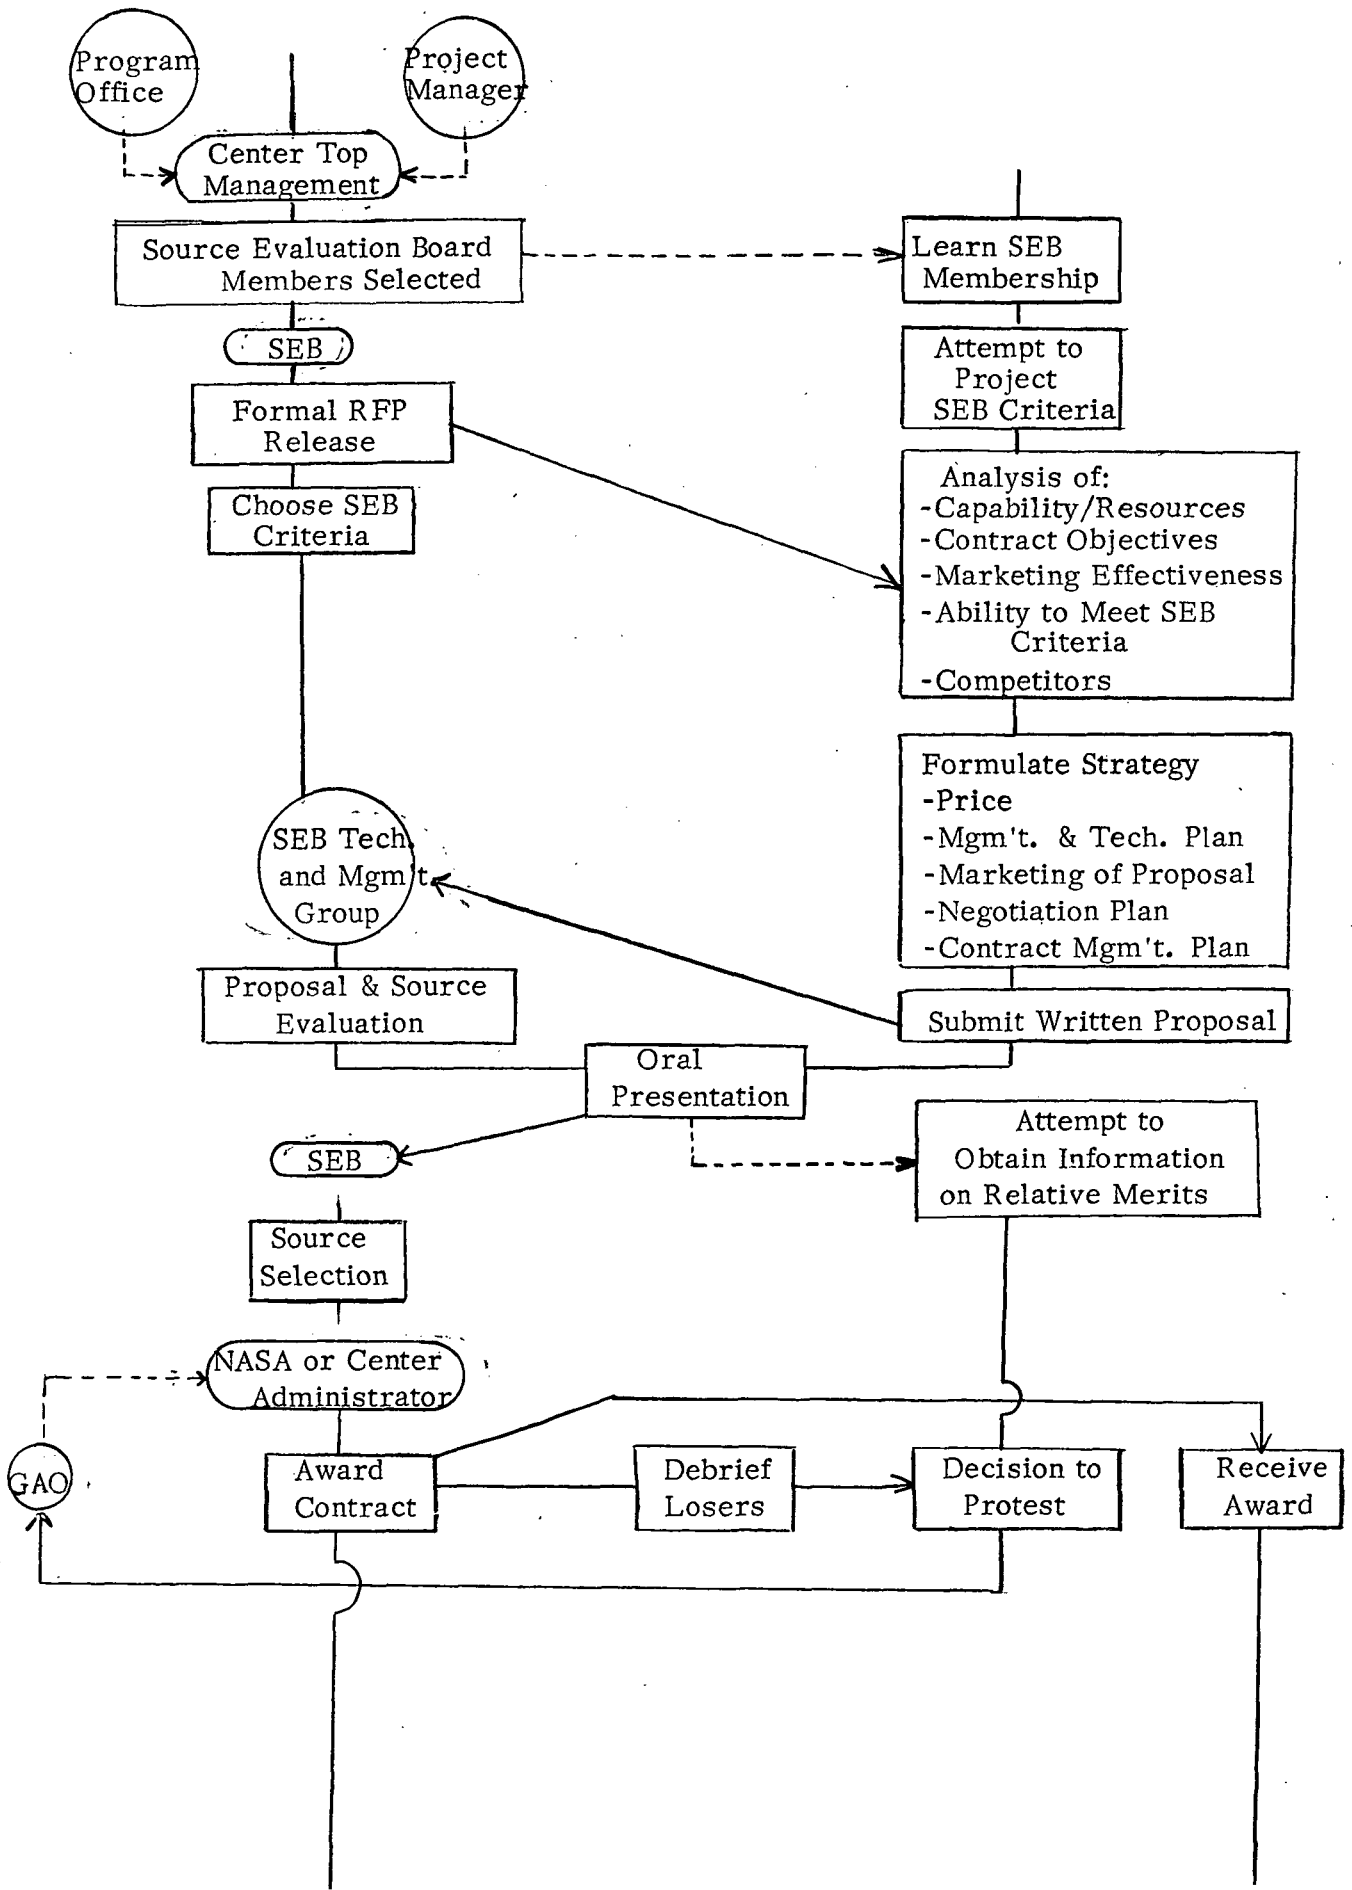 Program
Office
Project
Manager
Center Top
Management
Source Evaluation Board
Members Selected
Learn SEB
Membership
SEB
Attempt to
Project
SEB Criteria
Formal RFP
Release
Choose SEB
Criteria
Analysis of:
-Capability/Resources
-Contract Objectives
-Marketing Effectiveness
-Ability to Meet SEB
Criteria
-Competitors
Formulate Strategy
-Price
-Mgm't. & Tech. Plan
-Marketing of Proposal
-Negotiation Plan
-Contract Mgm't. Plan
SEB Tech.
and Mgm't.
Group
Proposal & Source
Evaluation
Submit Written Proposal
Oral
Presentation
SEB
Attempt to
Obtain Information
on Relative Merits
Source
Selection
NASA or Center
Administrator
GAO
Award
Contract
Debrief
Losers
Decision to
Protest
Receive
Award